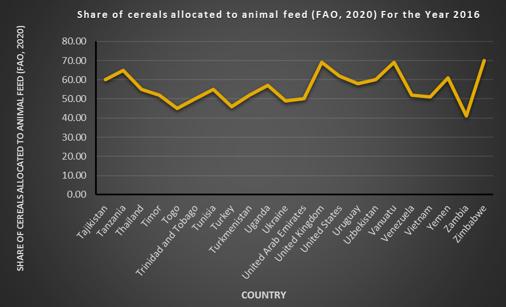 Share of cereals allocated to animal feed (FAO, 2020) For the Year 2016
SHARE OF CEREALS ALLOCATED TO ANIMAL FEED (FAO, 2020)
80.00
70.00
60.00
50.00
40.00
30.00
20.00
10.00
0.00
Tajikistan
Tanzania
Thailand
Timor
Togo
Trinidad and Tobago
Tunisia
Turkey
Turkmenistan
Uganda
Ukraine
United Arab Emirates
United Kingdom
United States
Uruguay
Uzbekistan
Vanuatu
Venezuela
Vietnam
Yemen
Zambia
Zimbabwe
COUNTRY